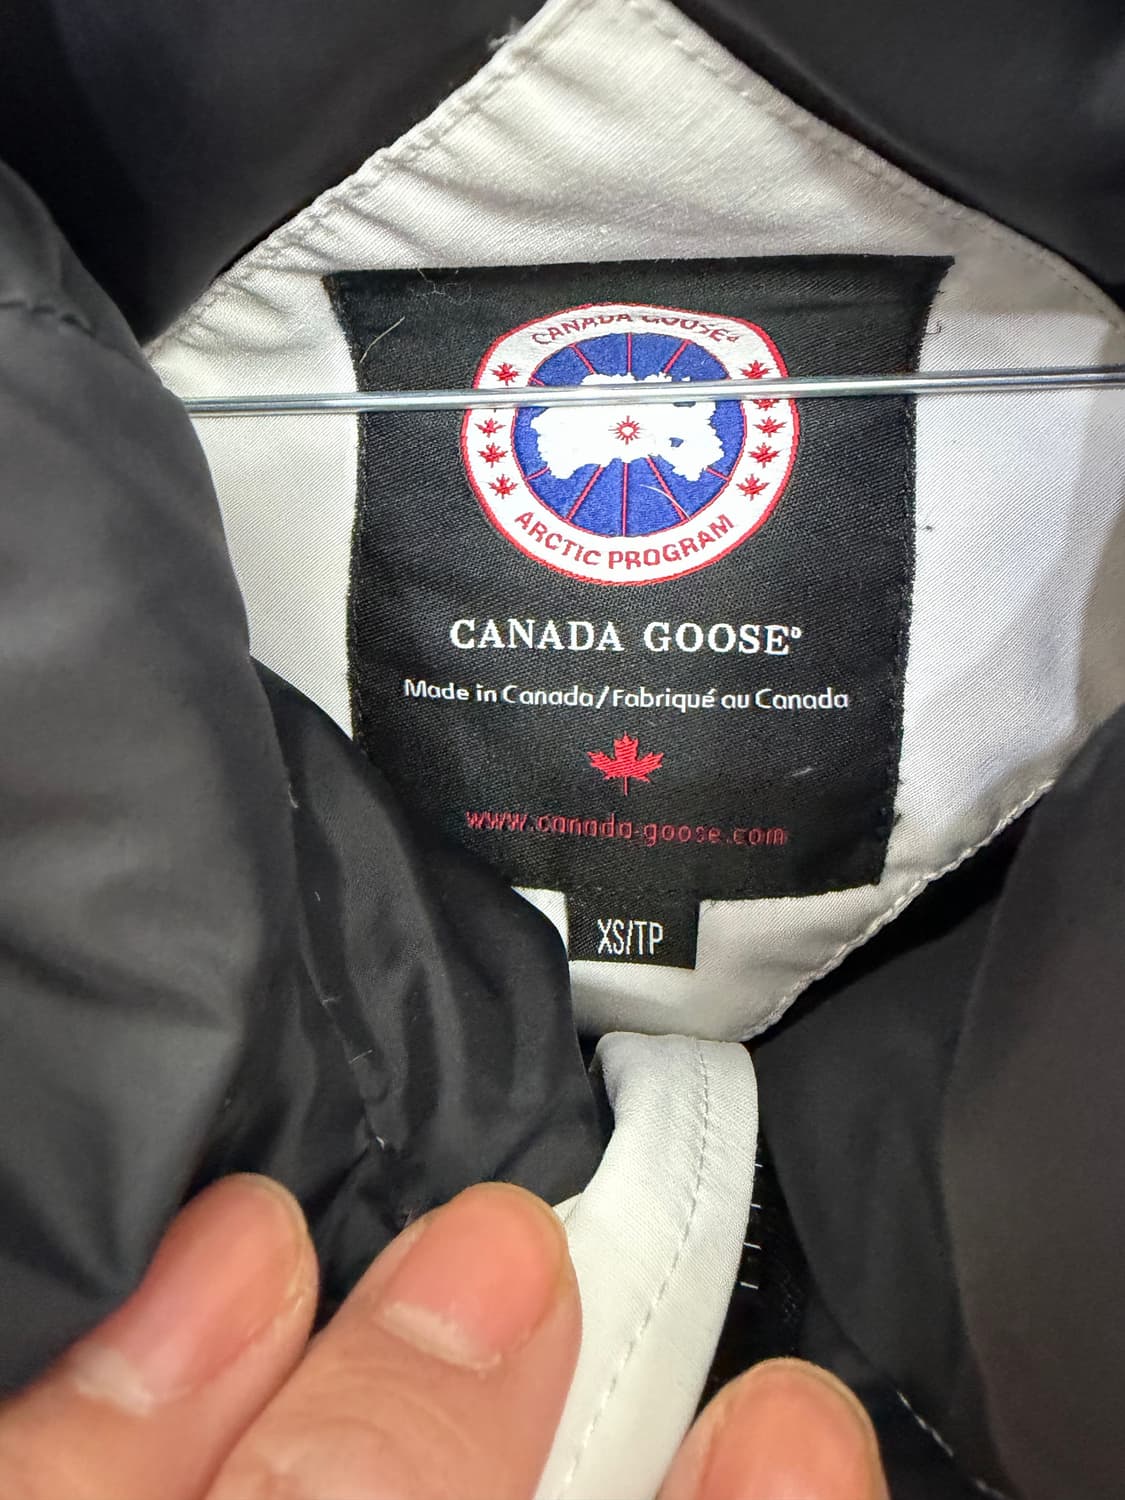 CANADA GOOSE®
ARCTIC PROGRAM
CANADA GOOSE®
Made in Canada/Fabriqué au Canada
www.canada-goose.com
XS/TP